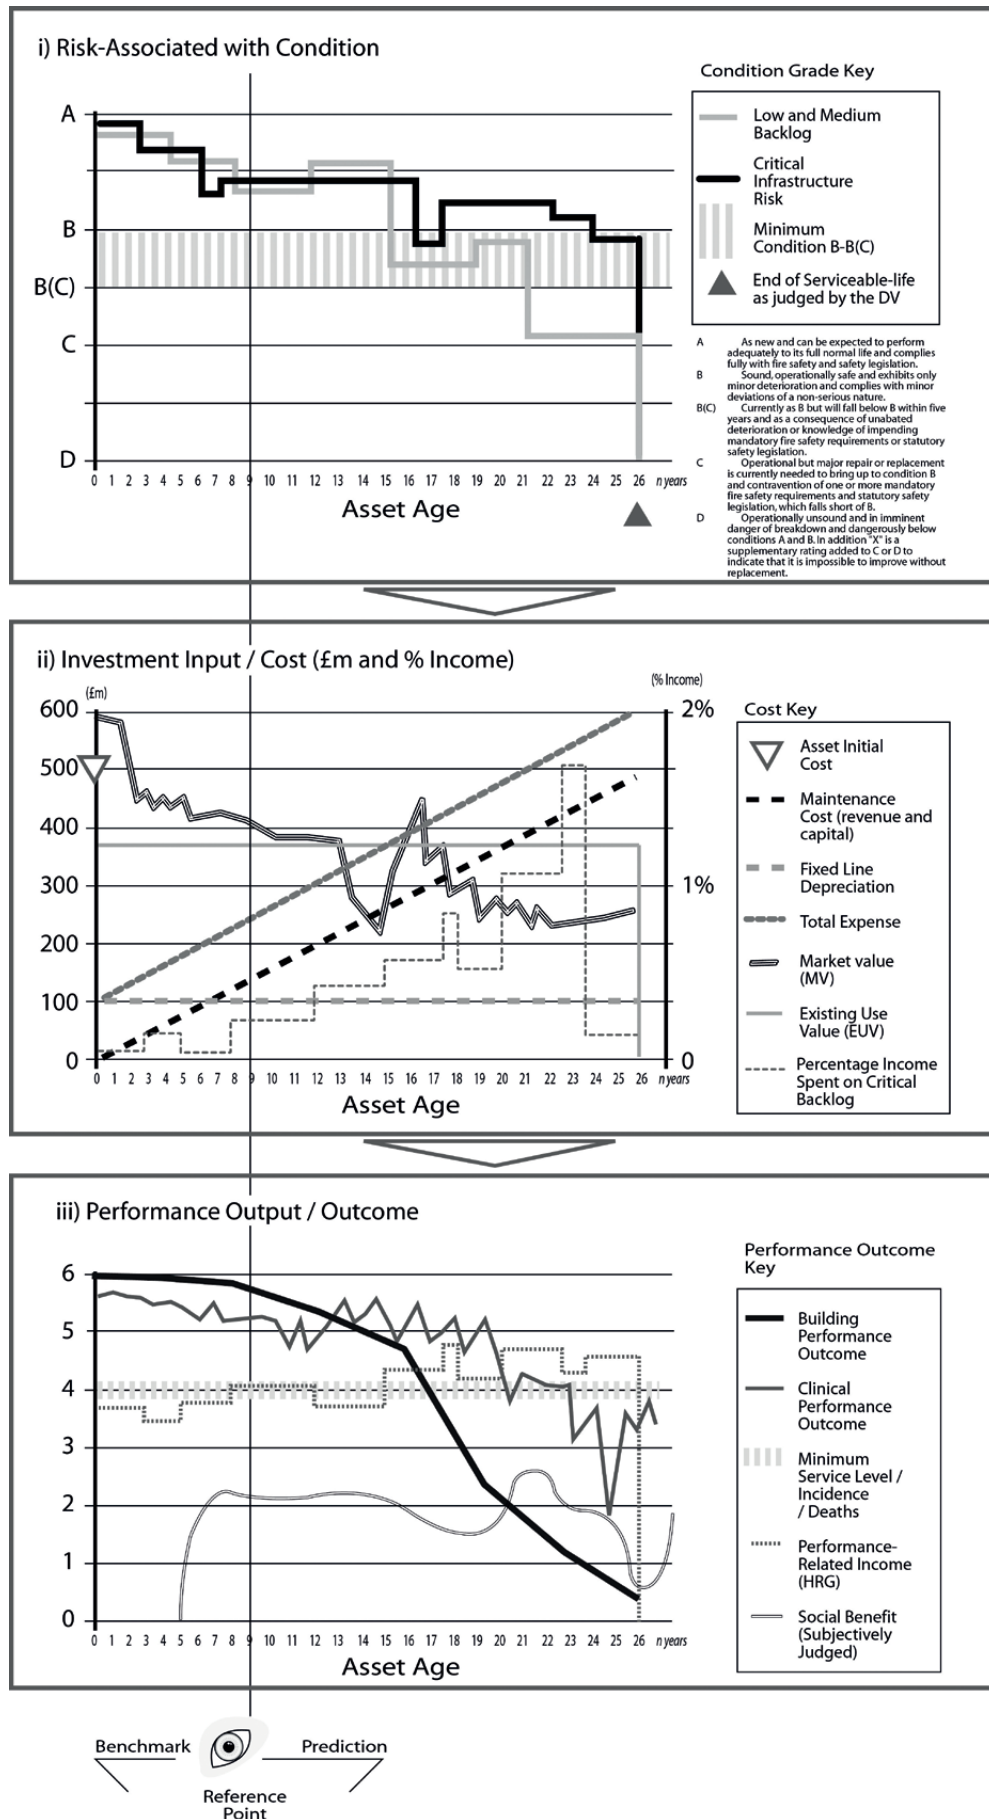 i) Risk-Associated with Condition
A
B
B(C)
C
D
0 1 2 3 4 5 6 7 8 9 10 11 12 13 14 15 16 17 18 19 20 21 22 23 24 25 26 n years
Asset Age
Condition Grade Key
Low and Medium
Backlog
Critical
Infrastructure
Risk
Minimum
Condition B-B(C)
End of Serviceable-life
as judged by the DV
A As new and can be expected to perform
adequately to its full normal life and complies
fully with fire safety and safety legislation.
B Sound, operationally safe and exhibits only
minor deterioration and complies with minor
deviations of a non-serious nature.
B(C) Currently as B but will fall below B within five
years and as a consequence of unabated
deterioration or knowledge of impending
mandatory fire safety requirements or statutory
safety legislation.
C Operational but major repair or replacement
is currently needed to bring up to condition B
and contravention of one or more mandatory
fire safety requirements and statutory safety
legislation, which falls short of B.
D Operationally unsound and in imminent
danger of breakdown and dangerously below
conditions A and B. In addition "X" is a
supplementary rating added to C or D to
indicate that it is impossible to improve without
replacement.
ii) Investment Input / Cost (£m and % Income)
(£m)
600
500
400
300
200
100
0
(% Income)
2%
1%
0
0 1 2 3 4 5 6 7 8 9 10 11 12 13 14 15 16 17 18 19 20 21 22 23 24 25 26 n years
Asset Age
Cost Key
Asset Initial
Cost
Maintenance
Cost (revenue and
capital)
Fixed Line
Depreciation
Total Expense
Market value
(MV)
Existing Use
Value (EUV)
Percentage Income
Spent on Critical
Backlog
iii) Performance Output / Outcome
6
5
4
3
2
1
0
0 1 2 3 4 5 6 7 8 9 10 11 12 13 14 15 16 17 18 19 20 21 22 23 24 25 26 n years
Asset Age
Performance Outcome
Key
Building
Performance
Outcome
Clinical
Performance
Outcome
Minimum
Service Level /
Incidence
/ Deaths
Performance-
Related Income
(HRG)
Social Benefit
(Subjectively
Judged)
Benchmark
Prediction
Reference
Point